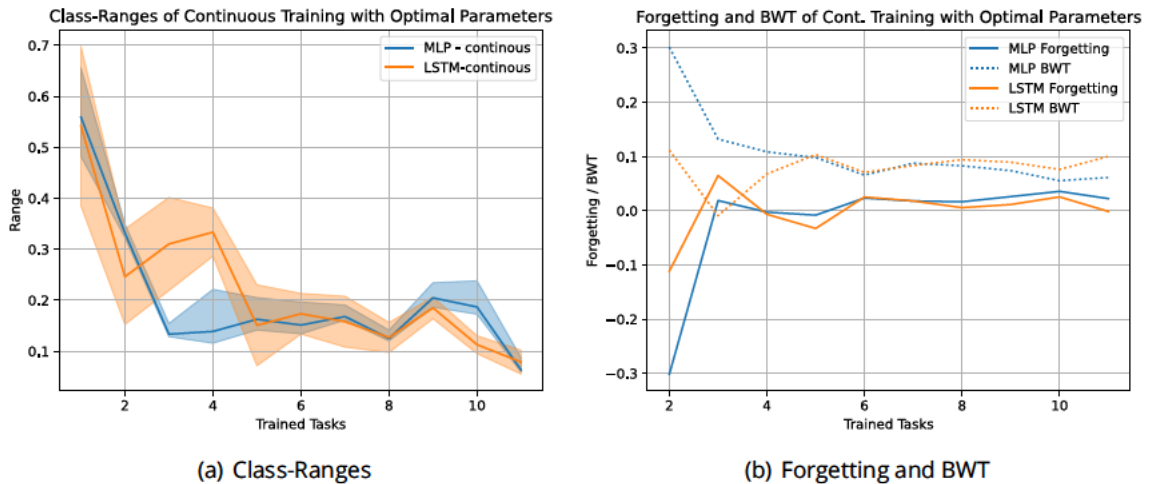 Class-Ranges of Continuous Training with Optimal Parameters
0.7
0.6
0.5
0.4
0.3
0.2
0.1
Range
MLP - continous
LSTM-continous
2
4
6
8
10
Trained Tasks
(a) Class-Ranges
Forgetting and BWT of Cont. Training with Optimal Parameters
0.3
0.2
0.1
0.0
−0.1
−0.2
−0.3
Forgetting / BWT
MLP Forgetting
MLP BWT
LSTM Forgetting
LSTM BWT
2
4
6
8
10
Trained Tasks
(b) Forgetting and BWT